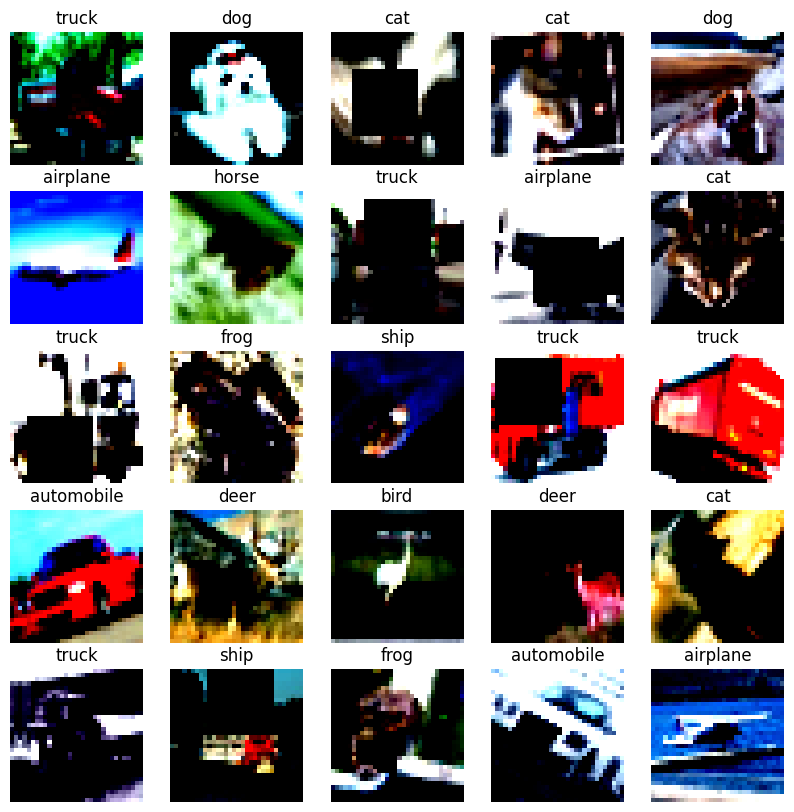 truck dog cat cat dog
airplane horse truck airplane cat
truck frog ship truck truck
automobile deer bird deer cat
truck ship frog automobile airplane